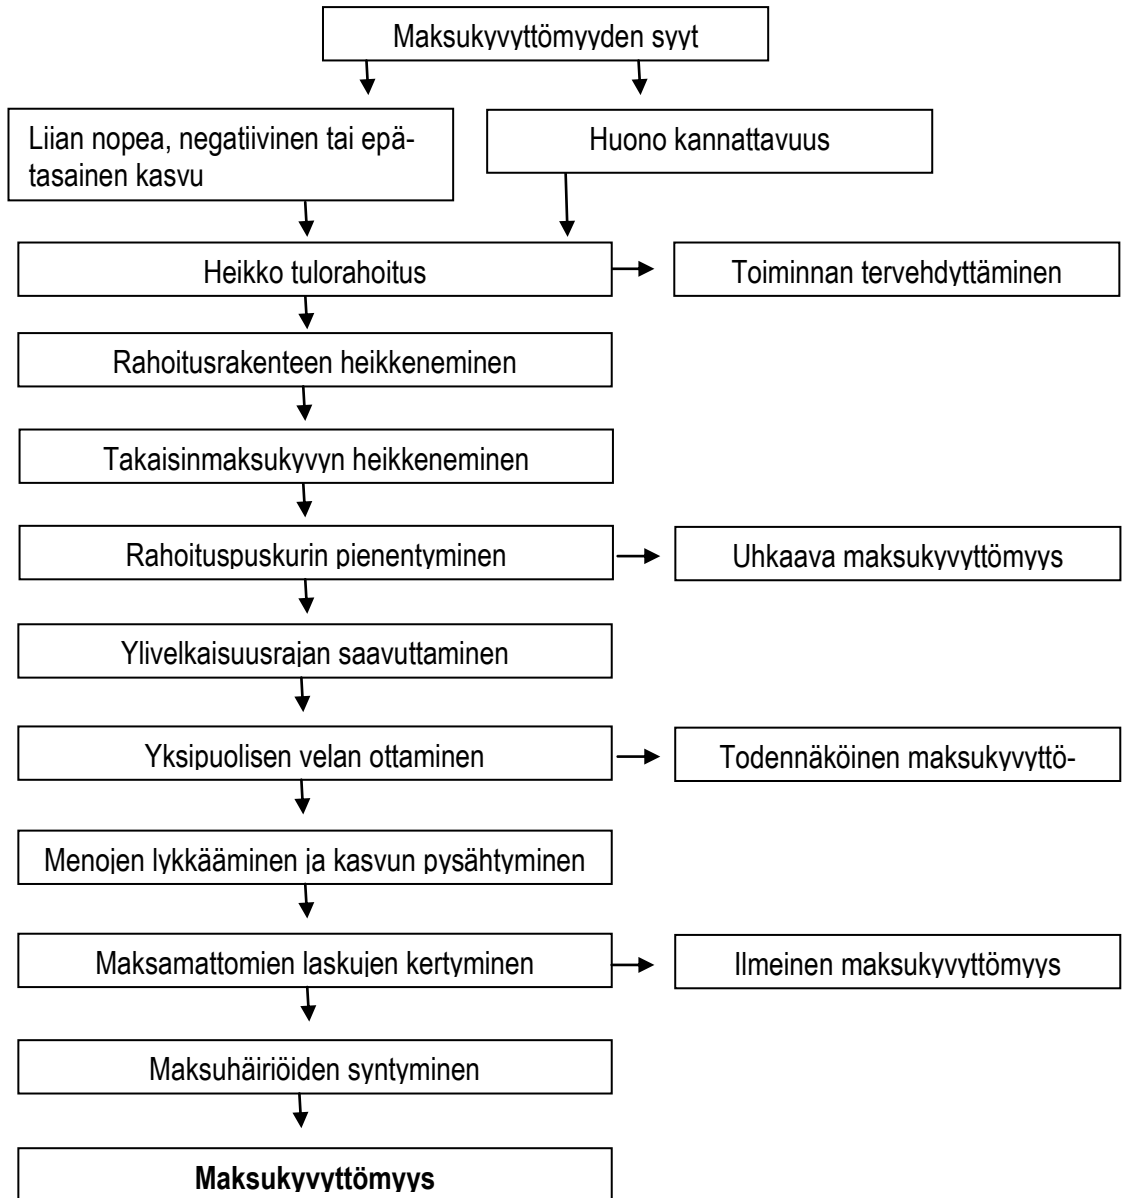 Maksukyvyttömyyden syyt
Liian nopea, negatiivinen tai epä-
tasainen kasvu
Huono kannattavuus
Heikko tulorahoitus
Toiminnan tervehdyttäminen
Rahoitusrakenteen heikkeneminen
Takaisinmaksukyvyn heikkeneminen
Rahoituspuskurin pienentyminen
Uhkaava maksukyvyttömyys
Ylivelkaisuusrajan saavuttaminen
Yksipuolisen velan ottaminen
Todennäköinen maksukyvyttö-
Menojen lykkääminen ja kasvun pysähtyminen
Maksamattomien laskujen kertyminen
Ilmeinen maksukyvyttömyys
Maksuhäiriöiden syntyminen
Maksukyvyttömyys